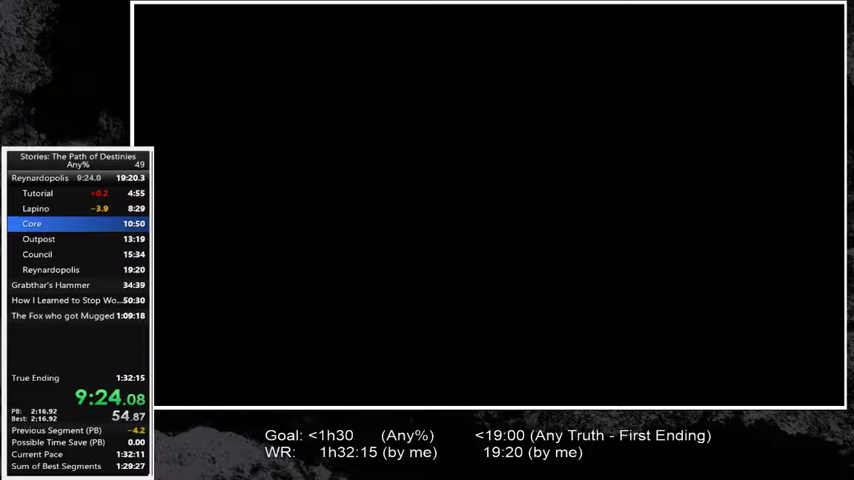 Stories: The Path of Destinies
Any% 49
Reynardopolis 9:24.0 19:20.3
Tutorial +0.2 4:55
Lapino −3.9 8:29
Core 10:50
Outpost 13:19
Council 15:34
Reynardopolis 19:20
Grabthar's Hammer 34:39
How I Learned to Stop Wo... 50:30
The Fox who got Mugged 1:09:18
True Ending 1:32:15
9:24.08
PB: 2:16.92
Best: 2:16.92
54.87
Previous Segment (PB) −4.2
Possible Time Save (PB) 0.00
Current Pace 1:32:11
Sum of Best Segments 1:29:27
Goal: <1h30 (Any%) <19:00 (Any Truth - First Ending)
WR: 1h32:15 (by me) 19:20 (by me)